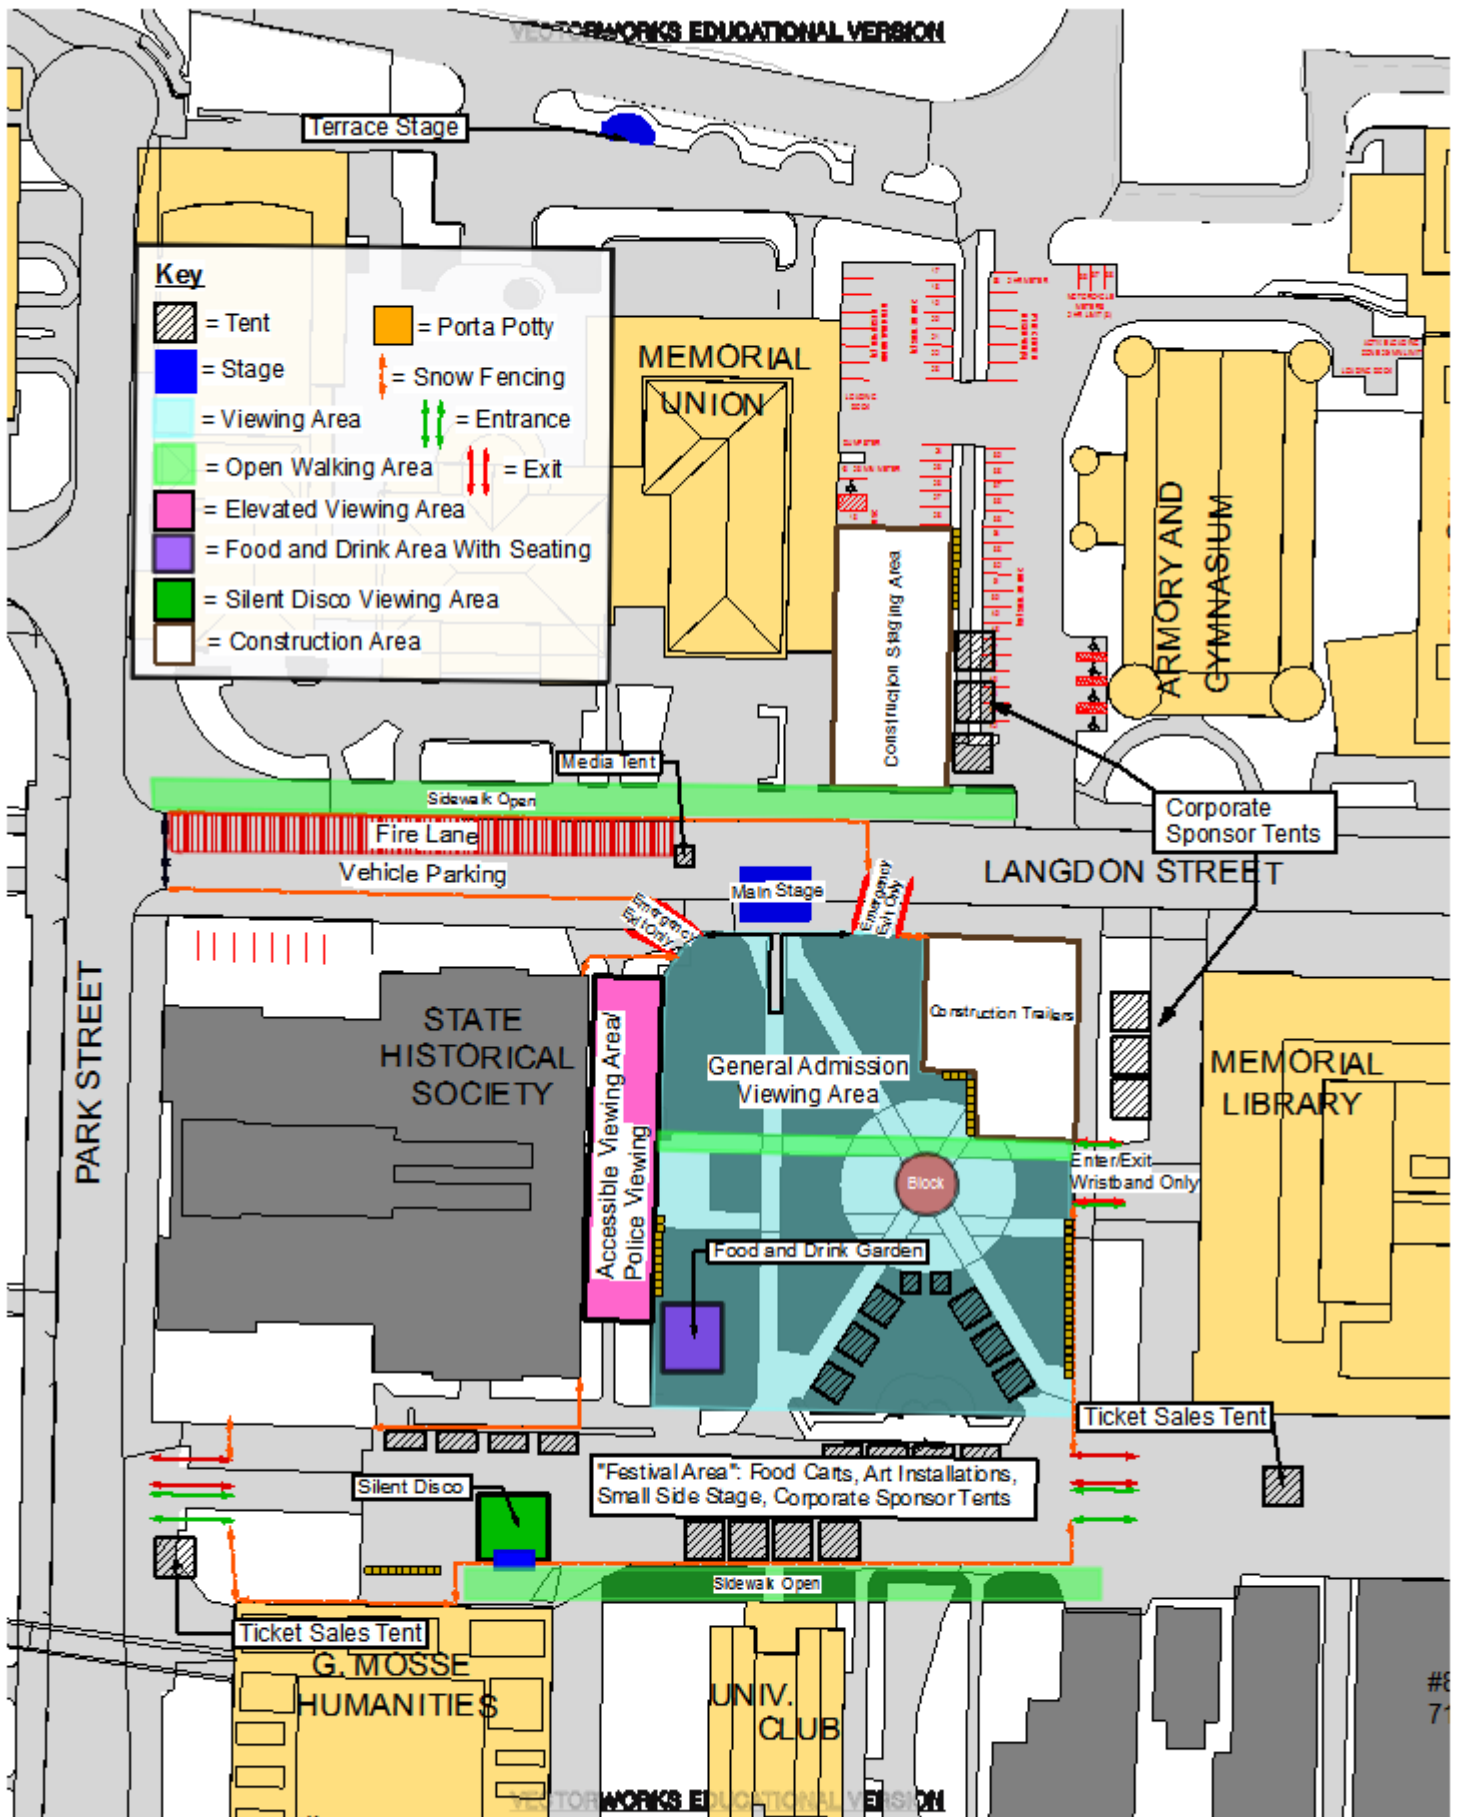 VECTORWORKS EDUCATIONAL VERSION
Terrace Stage
Key
= Tent
= Porta Potty
= Stage
= Snow Fencing
= Viewing Area
= Entrance
= Open Walking Area
= Exit
= Elevated Viewing Area
= Food and Drink Area With Seating
= Silent Disco Viewing Area
= Construction Area
MEMORIAL
UNION
LOADING
DOCK
ARMORY AND
GYMNASIUM
Construction Staging Area
Media Tent
Sidewalk Open
Corporate
Sponsor Tents
Fire Lane
Vehicle Parking
Main Stage
LANGDON STREET
Emergency
Exit Only
Emergency
Exit Only
PARK STREET
STATE
HISTORICAL
SOCIETY
Accessible Viewing Area/
Police Viewing
General Admission
Viewing Area
Construction Trailers
MEMORIAL
LIBRARY
Enter/Exit
Wristband Only
Block
Food and Drink Garden
Ticket Sales Tent
"Festival Area": Food Carts, Art Installations,
Small Side Stage, Corporate Sponsor Tents
Silent Disco
Sidewalk Open
Ticket Sales Tent
G. MOSSE
HUMANITIES
UNIV.
CLUB
VECTORWORKS EDUCATIONAL VERSION